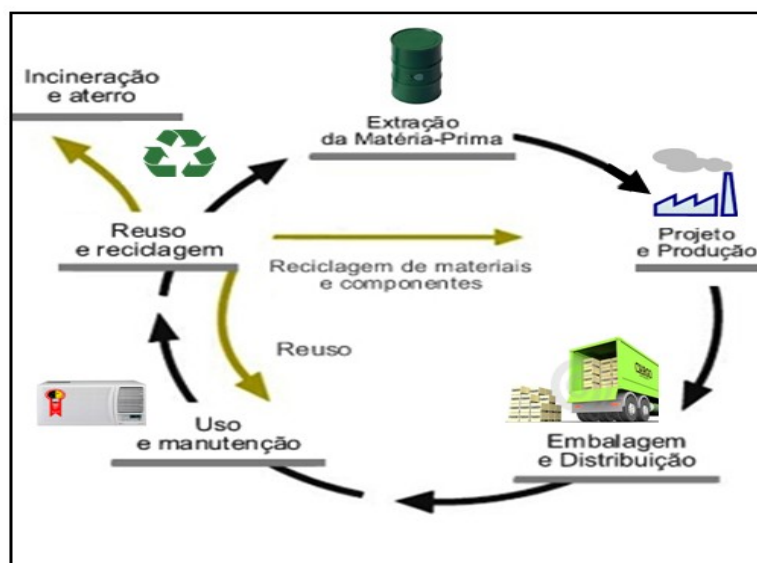 Incineração
e aterro
Extração
da Matéria-Prima
Reuso
e reciclagem
Projeto
e Produção
Reciclagem de materiais
e componentes
Reuso
Uso
e manutenção
Embalagem
e Distribuição